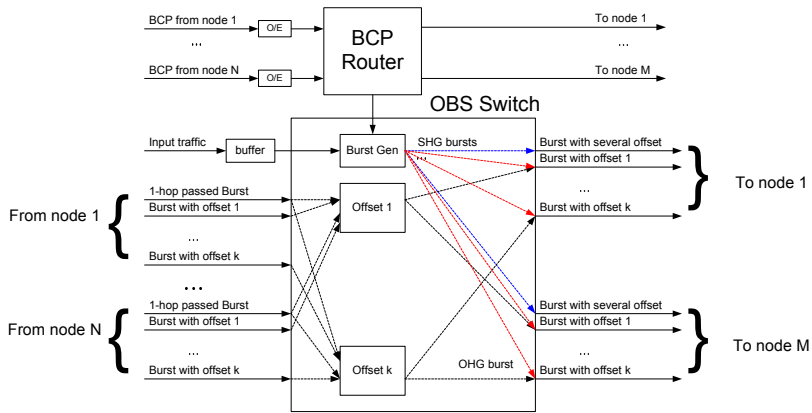 BCP from node 1
O/E
To node 1
...
...
BCP
Router
BCP from node N
O/E
To node M
OBS Switch
Input traffic
buffer
Burst Gen
SHG bursts
...
Burst with several offset
Burst with offset 1
...
Burst with offset k
To node 1
From node 1
1-hop passed Burst
Burst with offset 1
...
Burst with offset k
Offset 1
...
From node N
1-hop passed Burst
Burst with offset 1
...
Burst with offset k
Offset k
OHG burst
Burst with several offset
Burst with offset 1
...
Burst with offset k
To node M